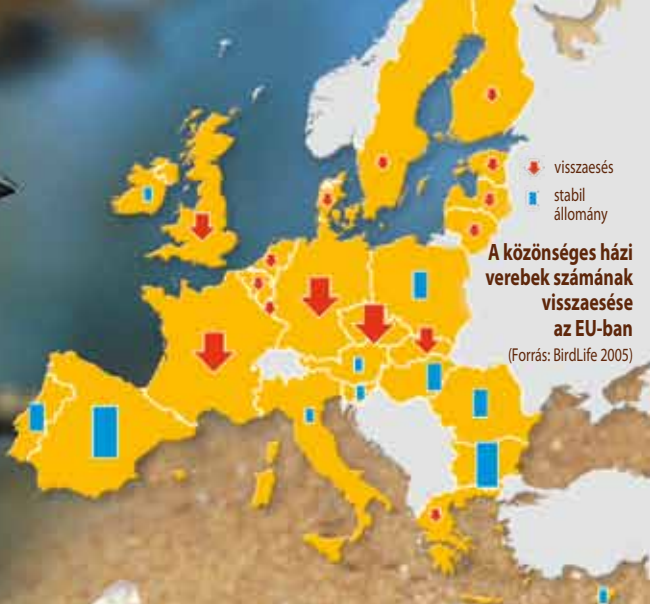 visszaesés
stabil
állomány
A közönséges házi
verebek számának
visszaesése
az EU-ban
(Forrás: BirdLife 2005)